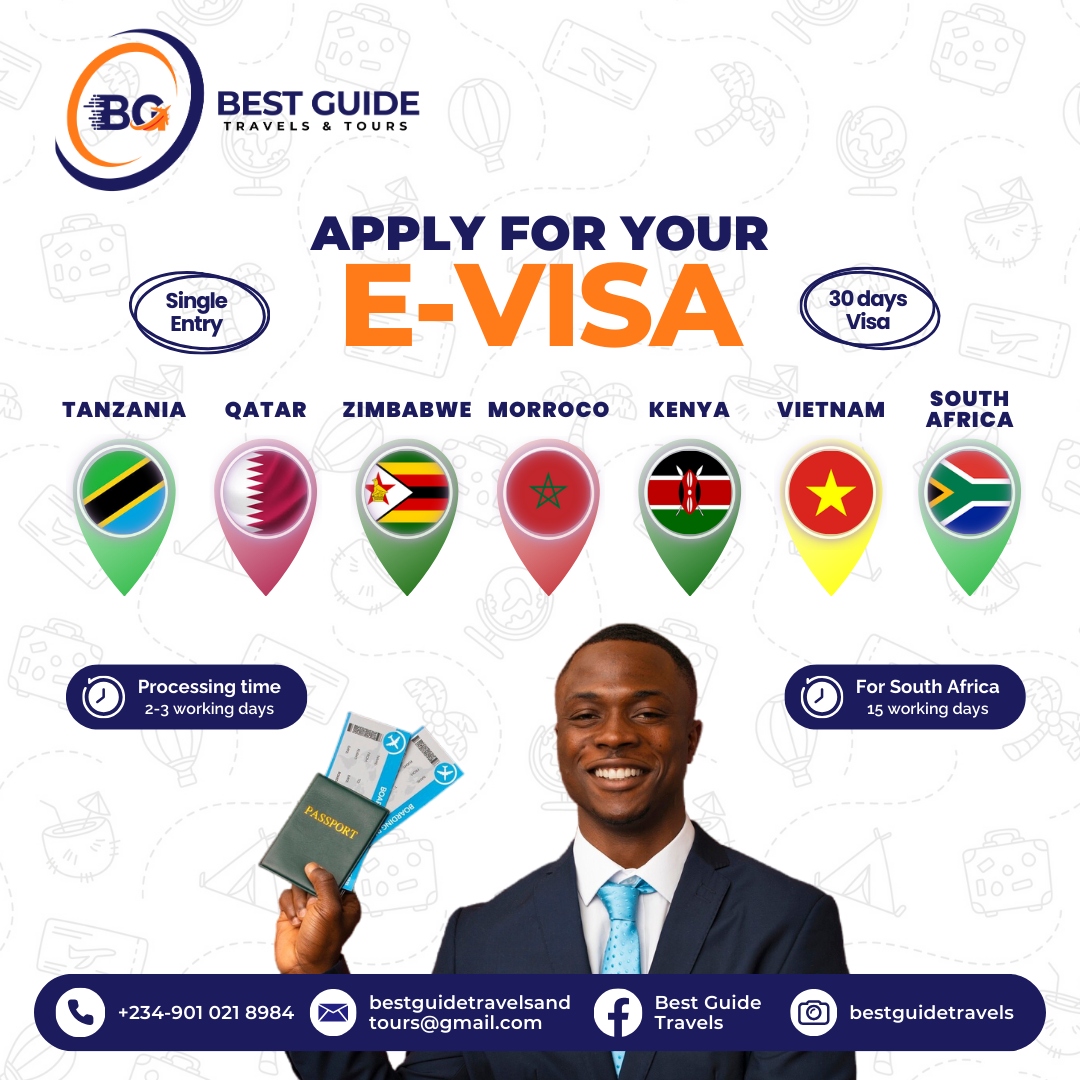 BG
BEST GUIDE
TRAVELS & TOURS
APPLY FOR YOUR
E-VISA
Single
Entry
30 days
Visa
TANZANIA
QATAR
ZIMBABWE
MORROCO
KENYA
VIETNAM
SOUTH
AFRICA
Processing time
2-3 working days
For South Africa
15 working days
PASSPORT
+234-901 021 8984
bestguidetravelsand
tours@gmail.com
Best Guide
Travels
bestguidetravels